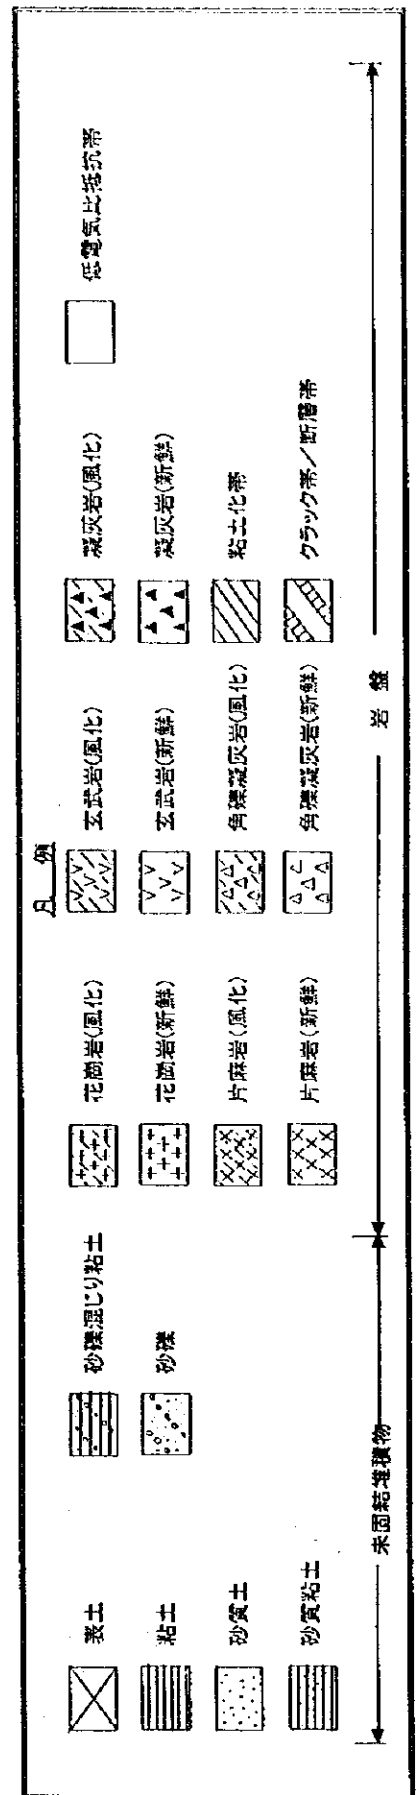 凡例
表土
粘土
砂質土
砂質粘土
砂礫混じり粘土
砂礫
花崗岩(風化)
花崗岩(新鮮)
片麻岩(風化)
片麻岩(新鮮)
玄武岩(風化)
玄武岩(新鮮)
角礫凝灰岩(風化)
角礫凝灰岩(新鮮)
凝灰岩(風化)
凝灰岩(新鮮)
粘土化帯
クラック帯/断層帯
低電気比抵抗帯
未固結堆積物
岩盤